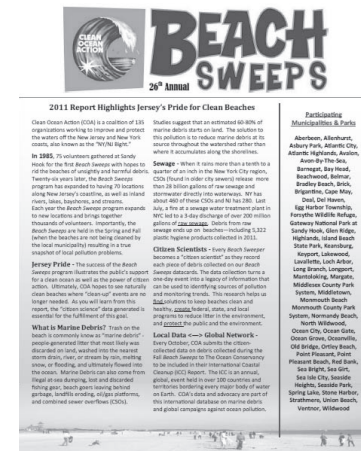 CLEAN
OCEAN
ACTION
BEACH
26th Annual
SWEEPS
2011 Report Highlights Jersey's Pride for Clean Beaches
Clean Ocean Action (COA) is a coalition of 135
organizations working to improve and protect
the waters off the New Jersey and New York
coasts, also known as the "NY/NJ Bight."
In 1985, 75 volunteers gathered at Sandy
Hook for the first Beach Sweeps with hopes to
rid the beaches of unsightly and harmful debris.
Twenty-six years later, the Beach Sweeps
program has expanded to having 70 locations
along New Jersey's coastline, as well as inland
rivers, lakes, bayshores, and streams.
Each year the Beach Sweeps program expands
to new locations and brings together
thousands of volunteers. Importantly, the
Beach Sweeps are held in the Spring and Fall
(when the beaches are not being cleaned by
the local municipality) resulting in a true
snapshot of local pollution problems.
Jersey Pride - The success of the Beach
Sweeps program illustrates the public's support
for a clean ocean as well as the power of citizen
action. Ultimately, COA hopes to see naturally
clean beaches where "clean-up" events are no
longer needed. As you will learn from this
report, the "citizen science" data generated is
essential for the fulfillment of this goal.
What is Marine Debris? Trash on the
beach is commonly know as "marine debris"—
people-generated litter that most likely was
discarded on land, washed into the nearest
storm drain, river, or stream by rain, melting
snow, or flooding, and ultimately flowed into
the ocean. Marine Debris can also come from
illegal at-sea dumping, lost and discarded
fishing gear, beach goers leaving behind
garbage, landfills eroding, oil/gas platforms,
and combined sewer overflows (CSOs).
Studies suggest that an estimated 60-80% of
marine debris starts on land. The solution to
this pollution is to reduce marine debris at its
source throughout the watershed rather than
where it accumulates along the shorelines.
Sewage - When it rains more than a tenth to a
quarter of an inch in the New York City region,
CSOs (found in older city sewers) release more
than 28 billion gallons of raw sewage and
stormwater directly into waterways. NY has
about 460 of these CSOs and NJ has 280. Last
July, a fire at a sewage water treatment plant in
NYC led to a 3-day discharge of over 200 million
gallons of raw sewage. Debris from raw
sewage ends up on beaches—including 5,322
plastic hygiene products collected in 2011.
Citizen Scientists - Every Beach Sweeper
becomes a "citizen scientist" as they record
each piece of debris collected on our Beach
Sweeps datacards. The data collection turns a
one-day event into a legacy of information that
can be used to identifying sources of pollution
and monitoring trends. This research helps us
find solutions to keep beaches clean and
healthy, create federal, state, and local
programs to reduce litter in the environment,
and protect the public and the environment.
Local Data <--> Global Network -
Every October, COA submits the citizen-
collected data on debris collected during the
Fall Beach Sweeps to The Ocean Conservancy
to be included in their International Coastal
Cleanup (ICC) Report. The ICC is an annual,
global, event held in over 100 countries and
territories bordering every major body of water
on Earth. COA's data and advocacy are part of
this international database on marine debris
and global campaigns against ocean pollution.
Participating
Municipalities & Parks
Aberdeen, Allenhurst,
Asbury Park, Atlantic City,
Atlantic Highlands, Avalon,
Avon-By-The-Sea,
Barnegat, Bay Head,
Beachwood, Belmar,
Bradley Beach, Brick,
Brigantine, Cape May,
Deal, Del Haven,
Egg Harbor Township,
Forsythe Wildlife Refuge,
Gateway National Park at
Sandy Hook, Glen Ridge,
Highlands, Island Beach
State Park, Keansburg,
Keyport, Lakewood,
Lavallette, Loch Arbor,
Long Branch, Longport,
Mantoloking, Margate,
Middlesex County Park
System, Middletown,
Monmouth Beach
Monmouth County Park
System, Normandy Beach,
North Wildwood,
Ocean City, Ocean Gate,
Ocean Grove, Oceanville,
Old Bridge, Ortley Beach,
Point Pleasant, Point
Pleasant Beach, Red Bank,
Sea Bright, Sea Girt,
Sea Isle City, Seaside
Heights, Seaside Park,
Spring Lake, Stone Harbor,
Strathmere, Union Beach,
Ventnor, Wildwood